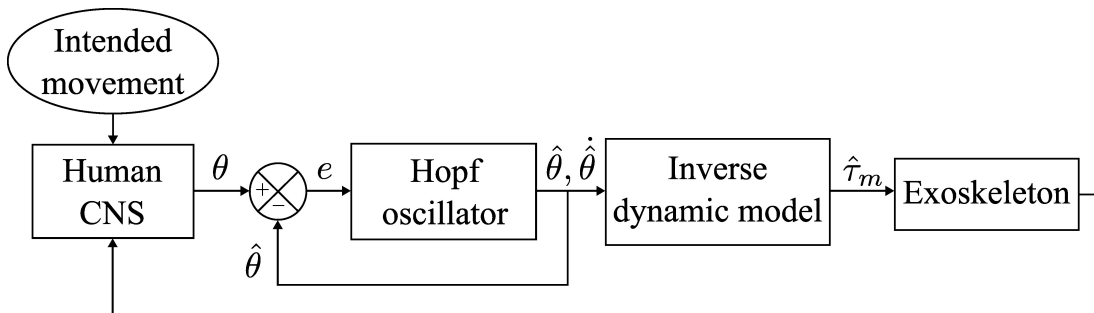 Intended
movement
Human
CNS
θ
+
−
e
Hopf
oscillator
θ̂, θ̂̇
Inverse
dynamic model
τ̂ₘ
Exoskeleton
θ̂